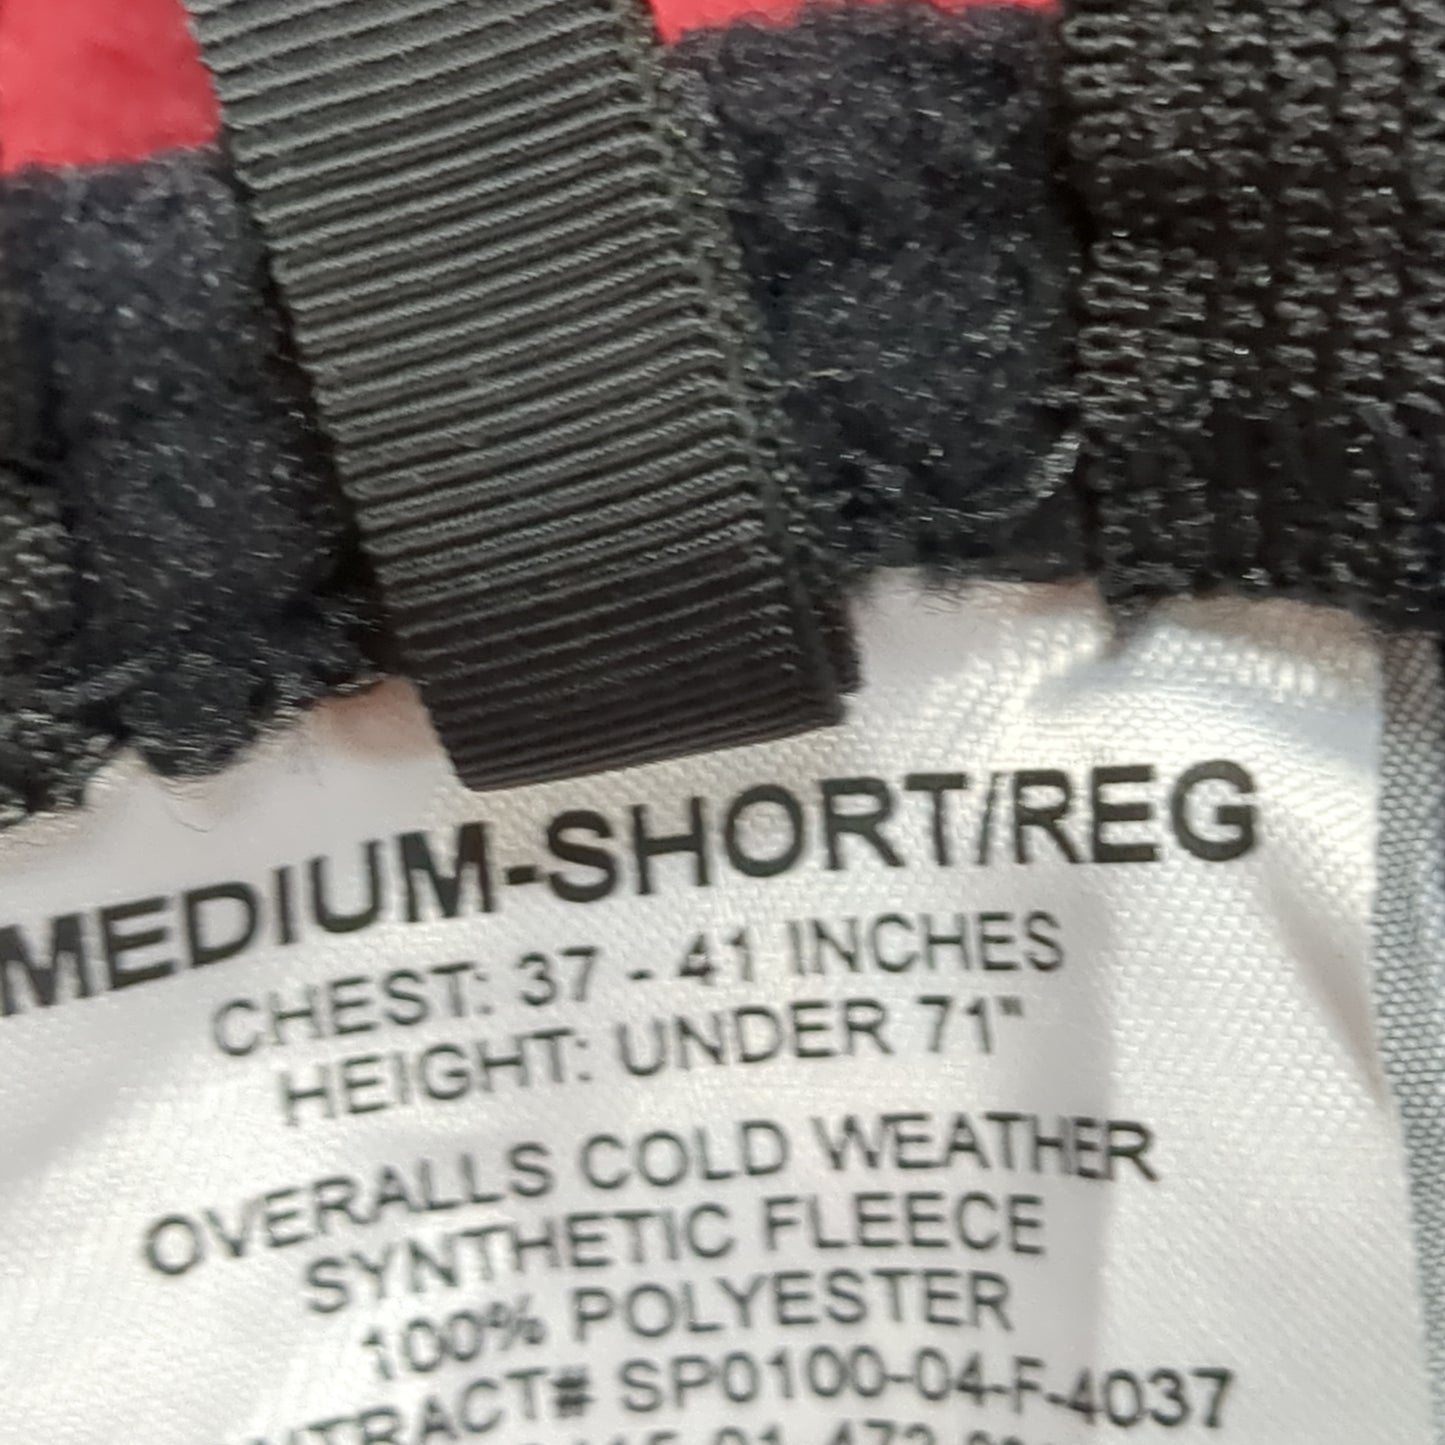 MEDIUM-SHORT/REG
CHEST: 37 - 41 INCHES
HEIGHT: UNDER 71"
OVERALLS COLD WEATHER
SYNTHETIC FLEECE
100% POLYESTER
NTRACT# SP0100-04-F-4037